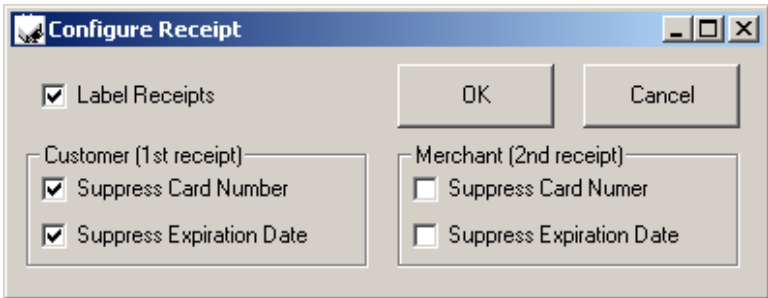 Configure Receipt
Label Receipts
OK
Cancel
Customer (1st receipt)
Suppress Card Number
Suppress Expiration Date
Merchant (2nd receipt)
Suppress Card Numer
Suppress Expiration Date